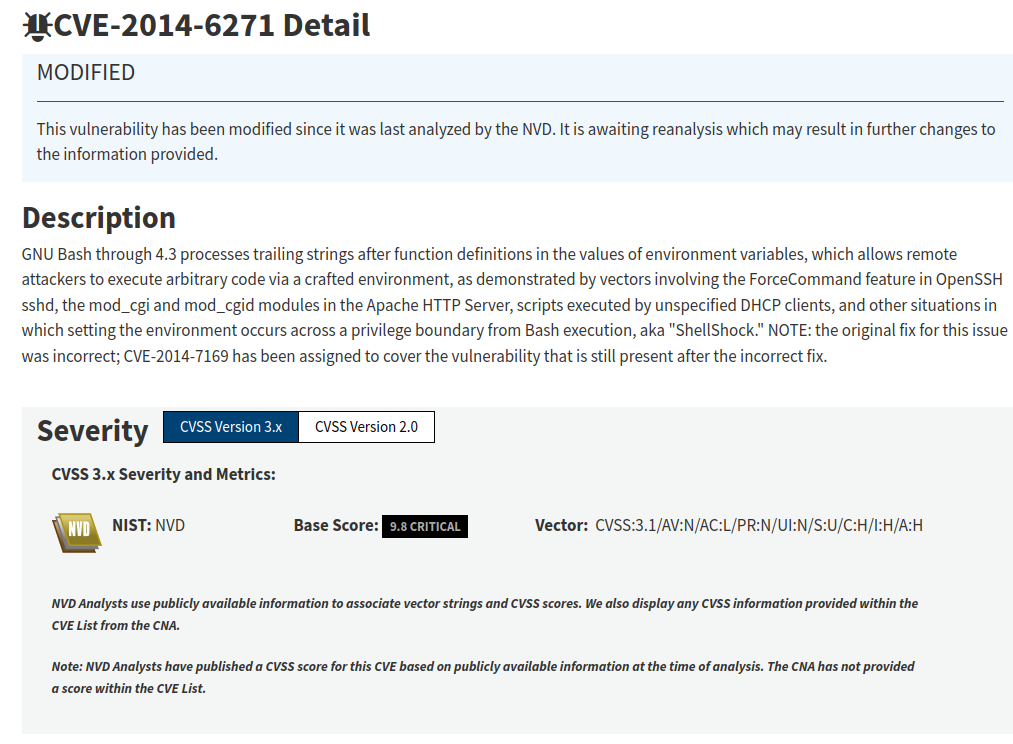 CVE-2014-6271 Detail
MODIFIED
This vulnerability has been modified since it was last analyzed by the NVD. It is awaiting reanalysis which may result in further changes to
the information provided.
Description
GNU Bash through 4.3 processes trailing strings after function definitions in the values of environment variables, which allows remote
attackers to execute arbitrary code via a crafted environment, as demonstrated by vectors involving the ForceCommand feature in OpenSSH
sshd, the mod_cgi and mod_cgid modules in the Apache HTTP Server, scripts executed by unspecified DHCP clients, and other situations in
which setting the environment occurs across a privilege boundary from Bash execution, aka "ShellShock." NOTE: the original fix for this issue
was incorrect; CVE-2014-7169 has been assigned to cover the vulnerability that is still present after the incorrect fix.
Severity CVSS Version 3.x CVSS Version 2.0
CVSS 3.x Severity and Metrics:
NVD NIST: NVD Base Score: 9.8 CRITICAL Vector: CVSS:3.1/AV:N/AC:L/PR:N/UI:N/S:U/C:H/I:H/A:H
NVD Analysts use publicly available information to associate vector strings and CVSS scores. We also display any CVSS information provided within the
CVE List from the CNA.
Note: NVD Analysts have published a CVSS score for this CVE based on publicly available information at the time of analysis. The CNA has not provided
a score within the CVE List.